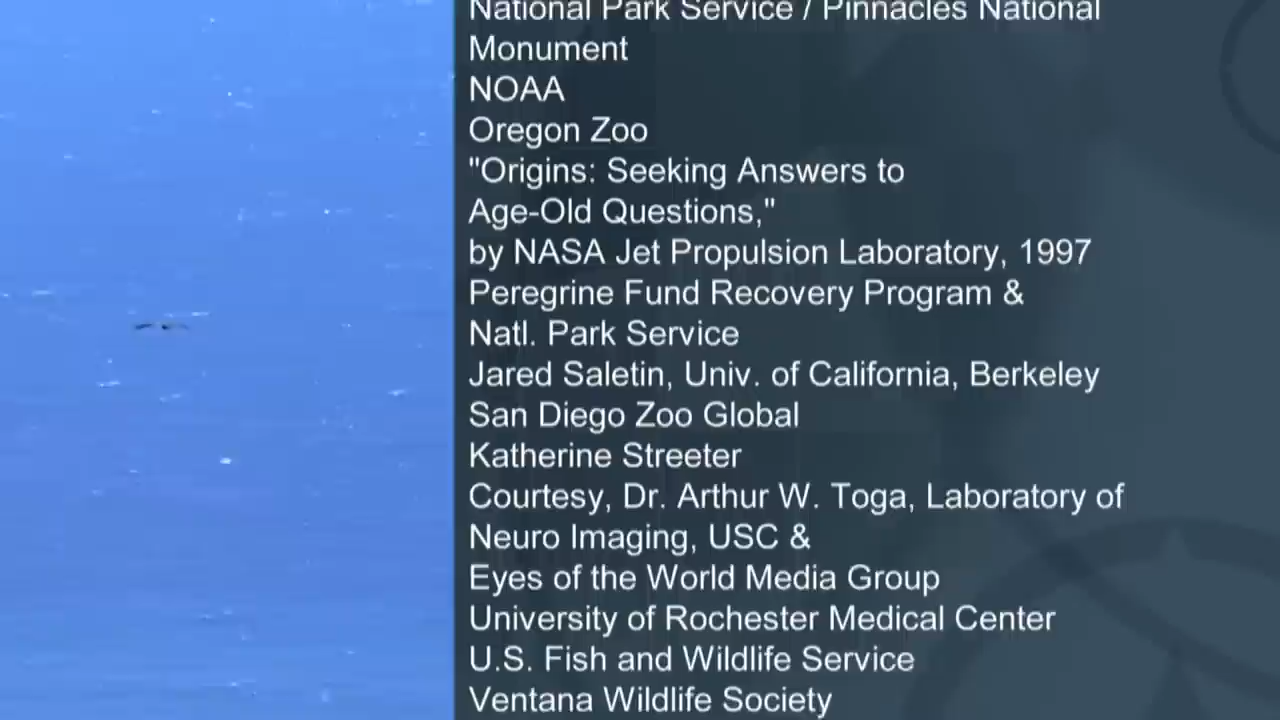 National Park Service / Pinnacles National
Monument
NOAA
Oregon Zoo
"Origins: Seeking Answers to
Age-Old Questions,"
by NASA Jet Propulsion Laboratory, 1997
Peregrine Fund Recovery Program &
Natl. Park Service
Jared Saletin, Univ. of California, Berkeley
San Diego Zoo Global
Katherine Streeter
Courtesy, Dr. Arthur W. Toga, Laboratory of
Neuro Imaging, USC &
Eyes of the World Media Group
University of Rochester Medical Center
U.S. Fish and Wildlife Service
Ventana Wildlife Society